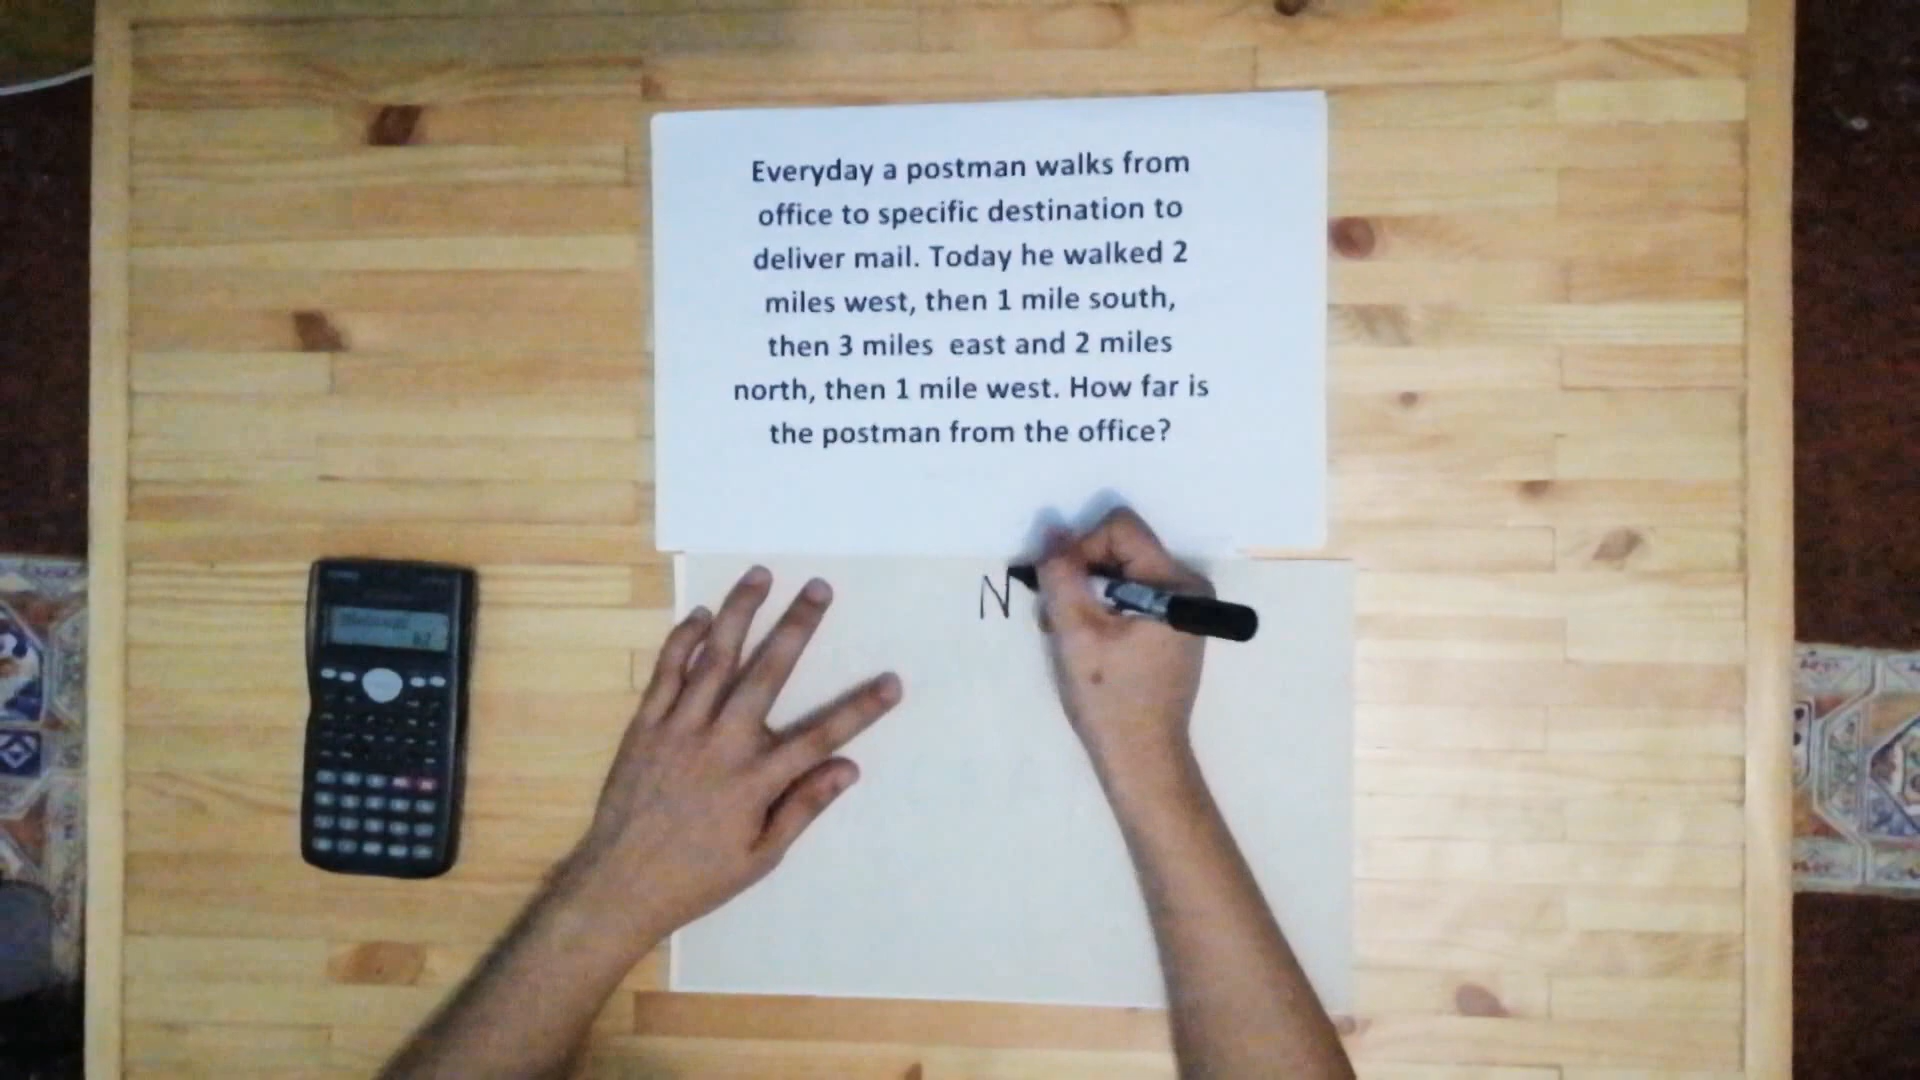 Everyday a postman walks from
office to specific destination to
deliver mail. Today he walked 2
miles west, then 1 mile south,
then 3 miles east and 2 miles
north, then 1 mile west. How far is
the postman from the office?
N